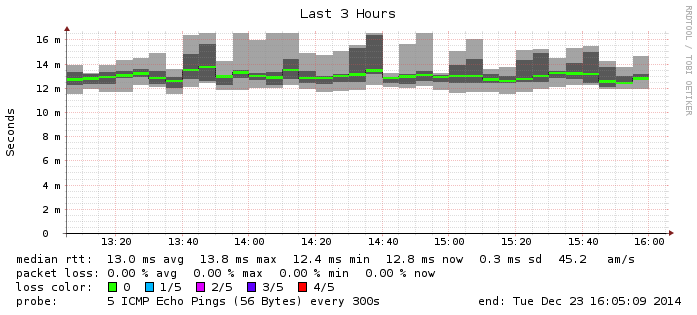 Last 3 Hours
RRDTOOL / TOBI OETIKER
Seconds
16 m
14 m
12 m
10 m
8 m
6 m
4 m
2 m
0
13:20 13:40 14:00 14:20 14:40 15:00 15:20 15:40 16:00
median rtt: 13.0 ms avg 13.8 ms max 12.4 ms min 12.8 ms now 0.3 ms sd 45.2 am/s
packet loss: 0.00 % avg 0.00 % max 0.00 % min 0.00 % now
loss color: 0 1/5 2/5 3/5 4/5
probe: 5 ICMP Echo Pings (56 Bytes) every 300s end: Tue Dec 23 16:05:09 2014